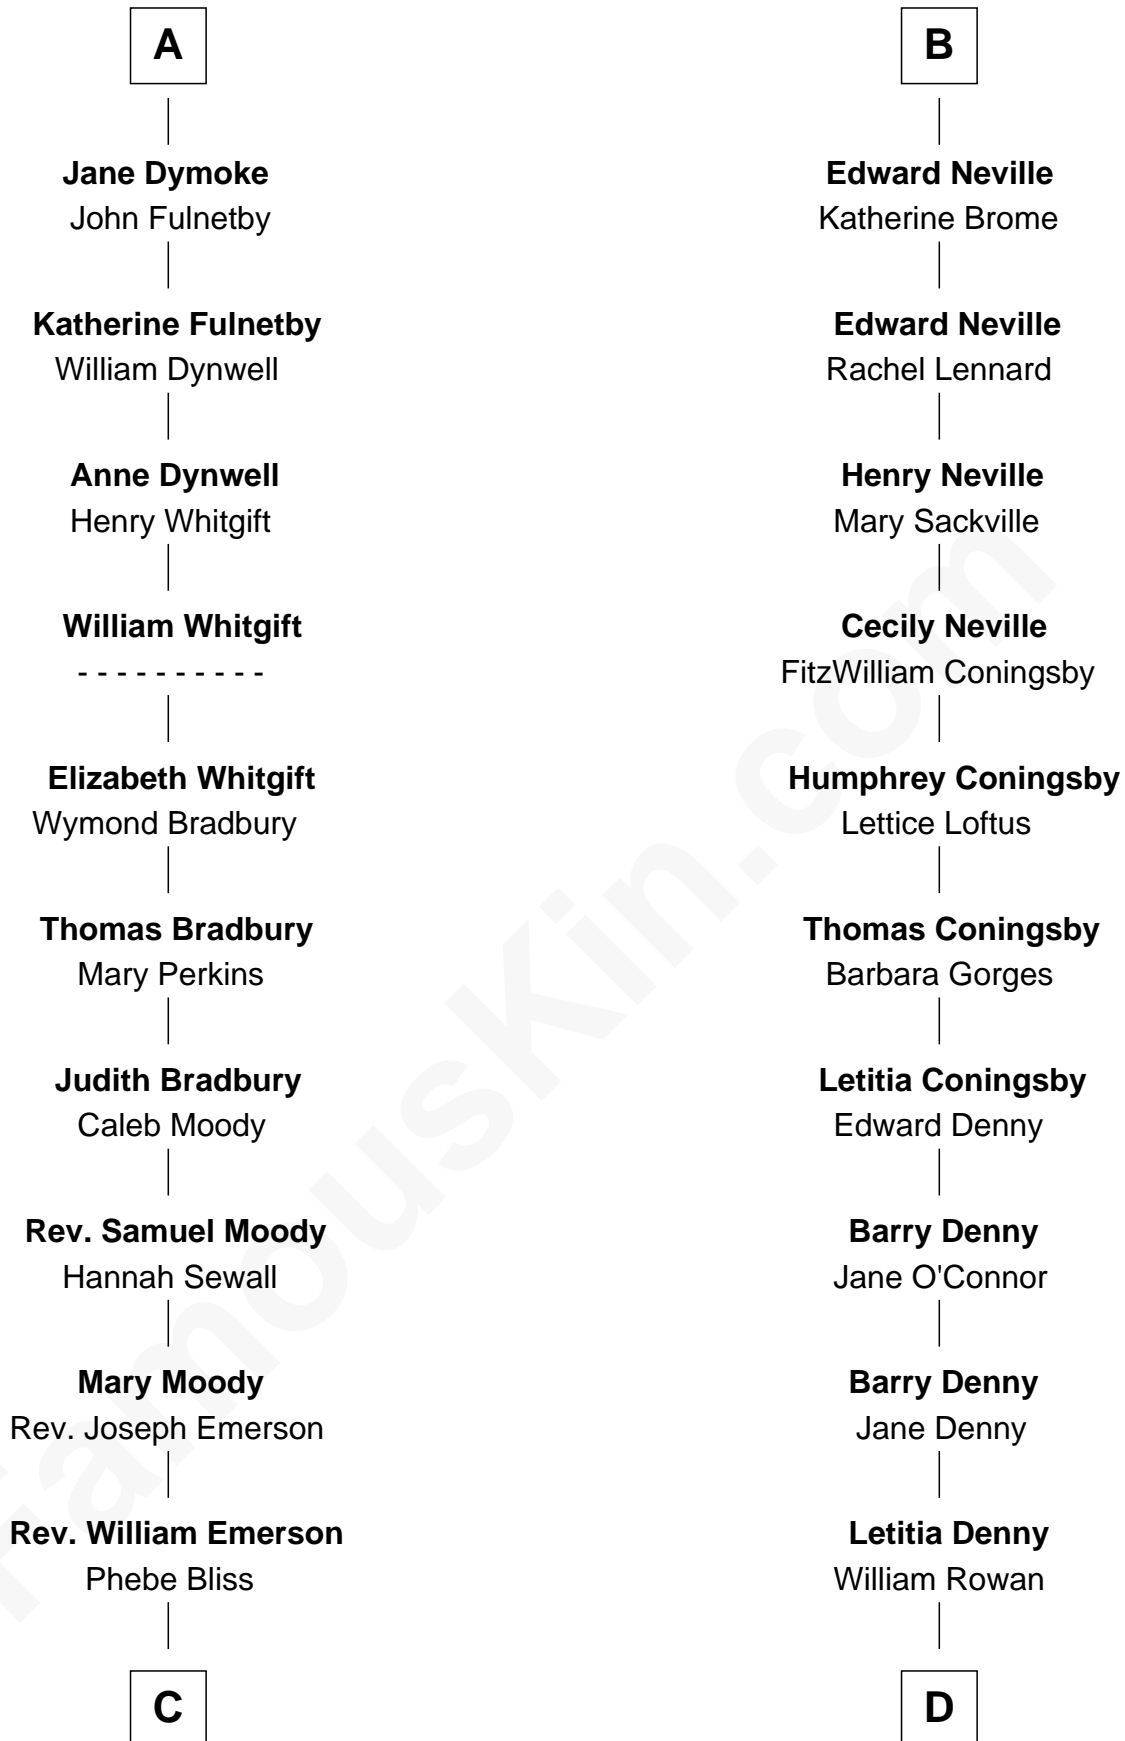 A
Jane Dymoke
John Fulnetby
Katherine Fulnetby
William Dynwell
Anne Dynwell
Henry Whitgift
William Whitgift
- - - - - - - - - -
Elizabeth Whitgift
Wymond Bradbury
Thomas Bradbury
Mary Perkins
Judith Bradbury
Caleb Moody
Rev. Samuel Moody
Hannah Sewall
Mary Moody
Rev. Joseph Emerson
Rev. William Emerson
Phebe Bliss
C
B
Edward Neville
Katherine Brome
Edward Neville
Rachel Lennard
Henry Neville
Mary Sackville
Cecily Neville
FitzWilliam Coningsby
Humphrey Coningsby
Lettice Loftus
Thomas Coningsby
Barbara Gorges
Letitia Coningsby
Edward Denny
Barry Denny
Jane O'Connor
Barry Denny
Jane Denny
Letitia Denny
William Rowan
D
FamousKin.com